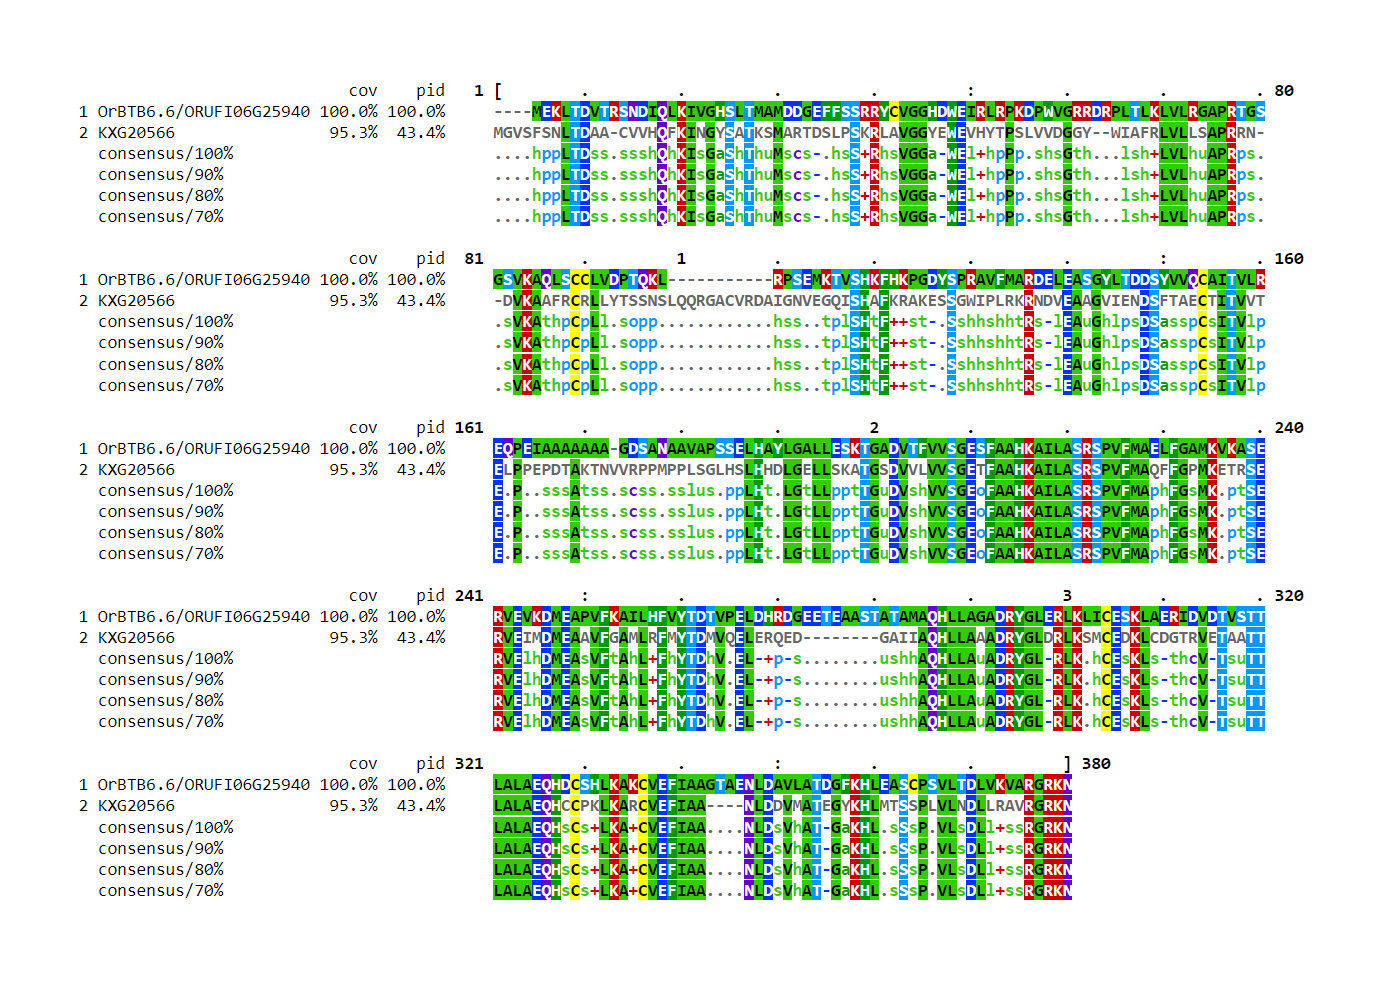 cov pid 1 [ . . . . : . . . 80
1 OrBTB6.6/ORUFI06G25940 100.0% 100.0% ----MEKLTDVTRSNDIQLKIVGHSLTMAMDDGEFFSSRRYCVGGHDWEIRLRPKDPWVGRRDRPLTLKLVLRGAPRTGS
2 KXG20566 95.3% 43.4% MGVSFSNLTDAA-CVVHQFKINGYSATKSMARTDSLPSKRLAVGGYEWEVHYTPSLVVDGGY--WIAFRLVLLSAPRRN-
consensus/100% ....hppLTDss.ssshQhKIsGaShThuMscs-.hsS+RhsVGGa-WEl+hpPp.shsGth...lsh+LVLhuAPRps.
consensus/90% ....hppLTDss.ssshQhKIsGaShThuMscs-.hsS+RhsVGGa-WEl+hpPp.shsGth...lsh+LVLhuAPRps.
consensus/80% ....hppLTDss.ssshQhKIsGaShThuMscs-.hsS+RhsVGGa-WEl+hpPp.shsGth...lsh+LVLhuAPRps.
consensus/70% ....hppLTDss.ssshQhKIsGaShThuMscs-.hsS+RhsVGGa-WEl+hpPp.shsGth...lsh+LVLhuAPRps.
cov pid 81 . 1 . . . . : . 160
1 OrBTB6.6/ORUFI06G25940 100.0% 100.0% GSVKAQLSCCLVDPTQKL-----------RPSEMKTVSHKFHKPGDYSPRAVFMARDELEASGYLTDDSYVVQCAITVLR
2 KXG20566 95.3% 43.4% -DVKAAFRCRLLYTSSNSLQQRGACVRDAIGNVEGQISHAFKRAKESSGWIPLRKRNDVEAAGVIENDSFTAECTITVVT
consensus/100% .sVKAthpCpLl.sopp............hss..tplSHtF++st-.SshhshhtRs-lEAuGhlpsDSasspCsITVlp
consensus/90% .sVKAthpCpLl.sopp............hss..tplSHtF++st-.SshhshhtRs-lEAuGhlpsDSasspCsITVlp
consensus/80% .sVKAthpCpLl.sopp............hss..tplSHtF++st-.SshhshhtRs-lEAuGhlpsDSasspCsITVlp
consensus/70% .sVKAthpCpLl.sopp............hss..tplSHtF++st-.SshhshhtRs-lEAuGhlpsDSasspCsITVlp
cov pid 161 . : . 2 . . . . 240
1 OrBTB6.6/ORUFI06G25940 100.0% 100.0% EQPEIAAAAAAA-GDSANAAVAPSSELHAYLGALLESKTGADVTFVVSGESFAAHKAILASRSPVFMAELFGAMKVKASE
2 KXG20566 95.3% 43.4% ELPPEPDTAKTNVVRPPMPPLSGLHSLHHDLGELLSKATGSDVVLVVSGETFAAHKAILASRSPVFMAQFFGPMKETRSE
consensus/100% E.P..sssAtss.scss.sslus.ppLHt.LGtLLpptTGuDVshVVSGEoFAAHKAILASRSPVFMAphFGsMK.ptSE
consensus/90% E.P..sssAtss.scss.sslus.ppLHt.LGtLLpptTGuDVshVVSGEoFAAHKAILASRSPVFMAphFGsMK.ptSE
consensus/80% E.P..sssAtss.scss.sslus.ppLHt.LGtLLpptTGuDVshVVSGEoFAAHKAILASRSPVFMAphFGsMK.ptSE
consensus/70% E.P..sssAtss.scss.sslus.ppLHt.LGtLLpptTGuDVshVVSGEoFAAHKAILASRSPVFMAphFGsMK.ptSE
cov pid 241 : . . . . 3 . . 320
1 OrBTB6.6/ORUFI06G25940 100.0% 100.0% RVEVKDMEAPVFKAILHFVYTDTVPELDHRDGEETEAASTATAMAQHLLAGADRYGLERLKLICESKLAERIDVDTVSTT
2 KXG20566 95.3% 43.4% RVEIMDMEAAVFGAMLRFMYTDMVQELERQED--------GAIIAQHLLAAADRYGLDRLKSMCEDKLCDGTRVETAATT
consensus/100% RVElhDMEAsVFtAhL+FhYTDhV.EL-+p-s........ushhAQHLLAuADRYGL-RLK.hCEsKLs-thcV-TsuTT
consensus/90% RVElhDMEAsVFtAhL+FhYTDhV.EL-+p-s........ushhAQHLLAuADRYGL-RLK.hCEsKLs-thcV-TsuTT
consensus/80% RVElhDMEAsVFtAhL+FhYTDhV.EL-+p-s........ushhAQHLLAuADRYGL-RLK.hCEsKLs-thcV-TsuTT
consensus/70% RVElhDMEAsVFtAhL+FhYTDhV.EL-+p-s........ushhAQHLLAuADRYGL-RLK.hCEsKLs-thcV-TsuTT
cov pid 321 . . : . . ] 380
1 OrBTB6.6/ORUFI06G25940 100.0% 100.0% LALAEQHDCSHLKAKCVEFIAAGTAENLDAVLATDGFKHLEASCPSVLTDLVKVARGRKN
2 KXG20566 95.3% 43.4% LALAEQHCCPKLKARCVEFIAA----NLDDVMATEGYKHLMTSSPLVLNDLLRAVRGRKN
consensus/100% LALAEQHsCs+LKA+CVEFIAA....NLDsVhAT-GaKHL.sSsP.VLsDLl+ssRGRKN
consensus/90% LALAEQHsCs+LKA+CVEFIAA....NLDsVhAT-GaKHL.sSsP.VLsDLl+ssRGRKN
consensus/80% LALAEQHsCs+LKA+CVEFIAA....NLDsVhAT-GaKHL.sSsP.VLsDLl+ssRGRKN
consensus/70% LALAEQHsCs+LKA+CVEFIAA....NLDsVhAT-GaKHL.sSsP.VLsDLl+ssRGRKN